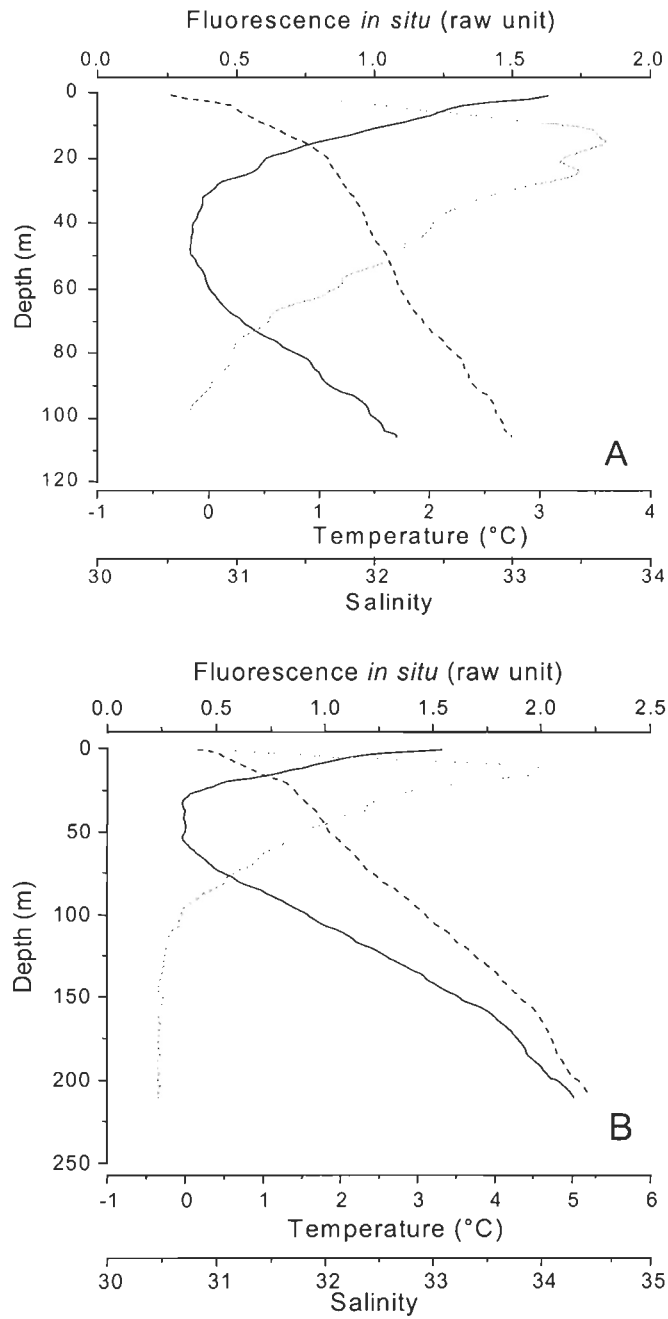 Fluorescence in situ (raw unit)
0.0 0.5 1.0 1.5 2.0
0
20
40
60
80
100
120
Depth (m)
A
-1 0 1 2 3 4
Temperature (°C)
30 31 32 33 34
Salinity
Fluorescence in situ (raw unit)
0.0 0.5 1.0 1.5 2.0 2.5
0
50
100
150
200
250
Depth (m)
B
-1 0 1 2 3 4 5 6
Temperature (°C)
30 31 32 33 34 35
Salinity